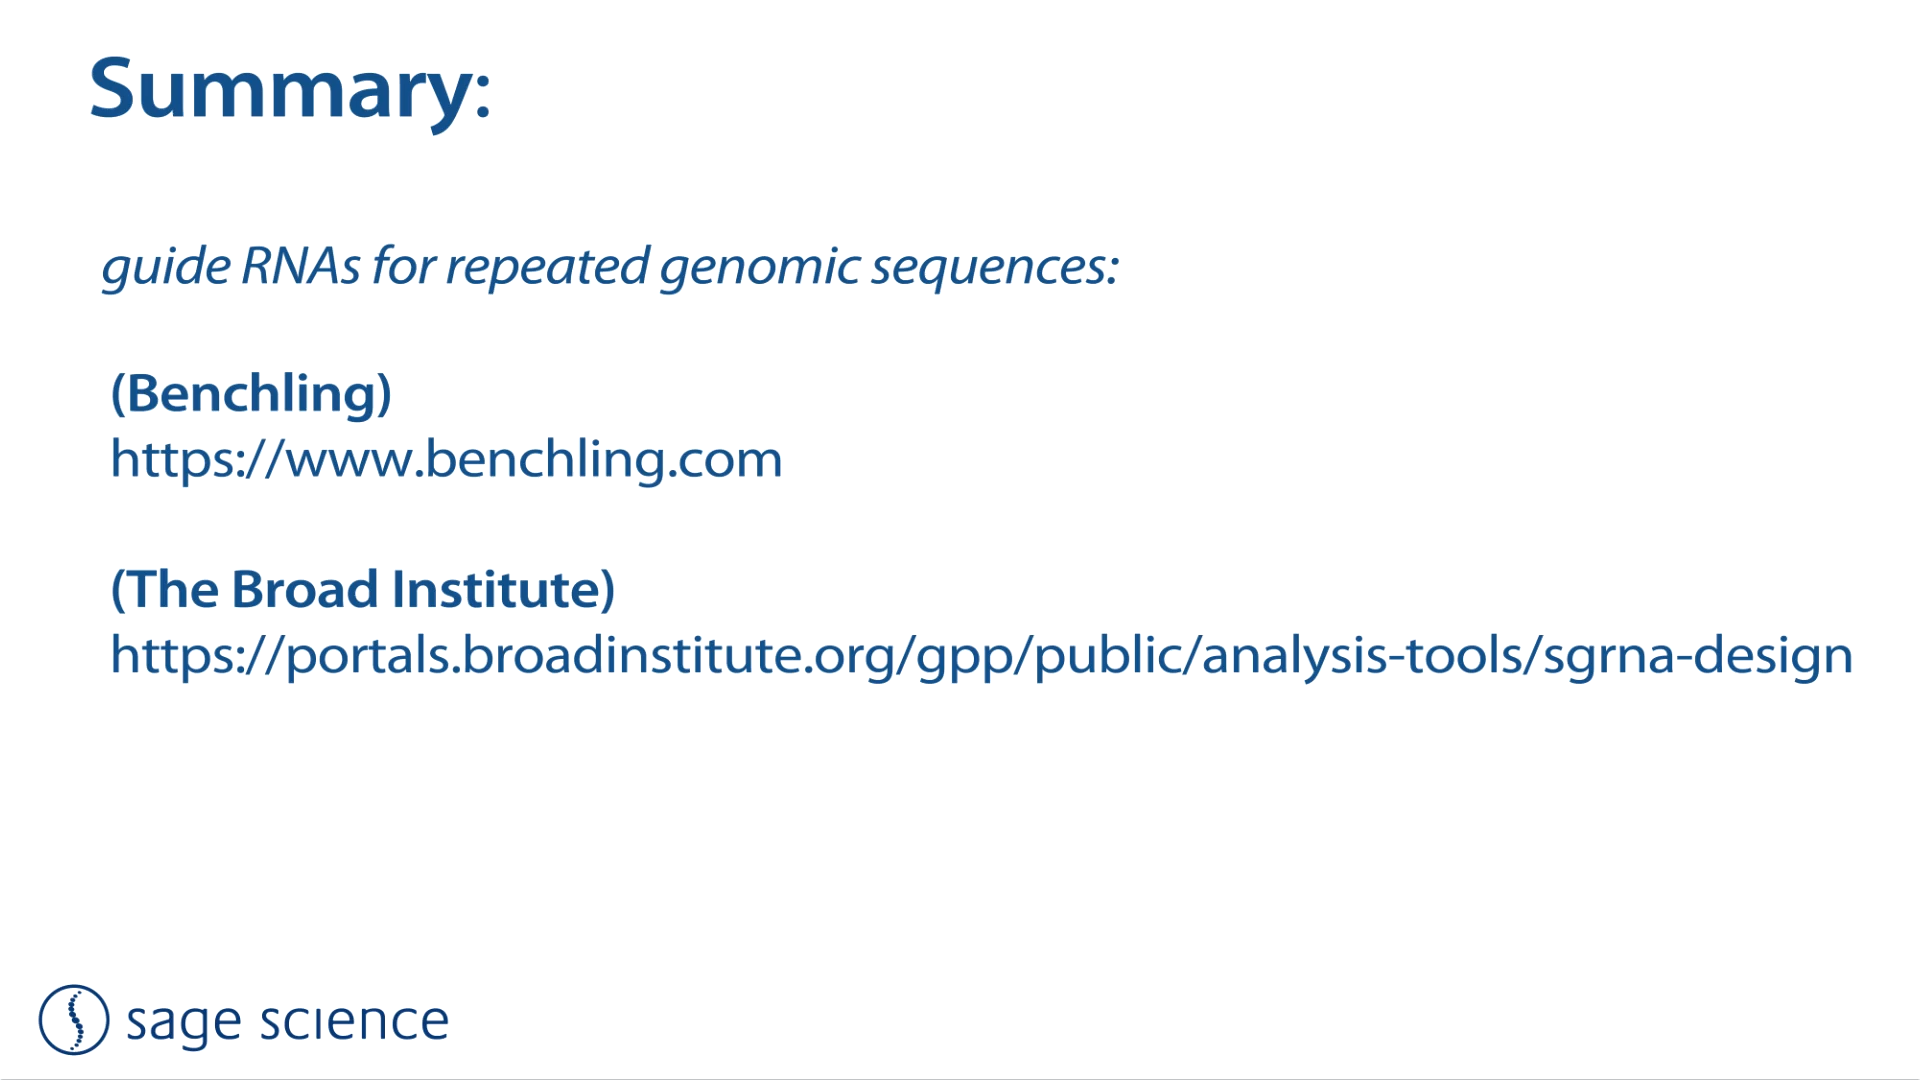 Summary:
guide RNAs for repeated genomic sequences:
(Benchling)
https://www.benchling.com
(The Broad Institute)
https://portals.broadinstitute.org/gpp/public/analysis-tools/sgrna-design
sage science